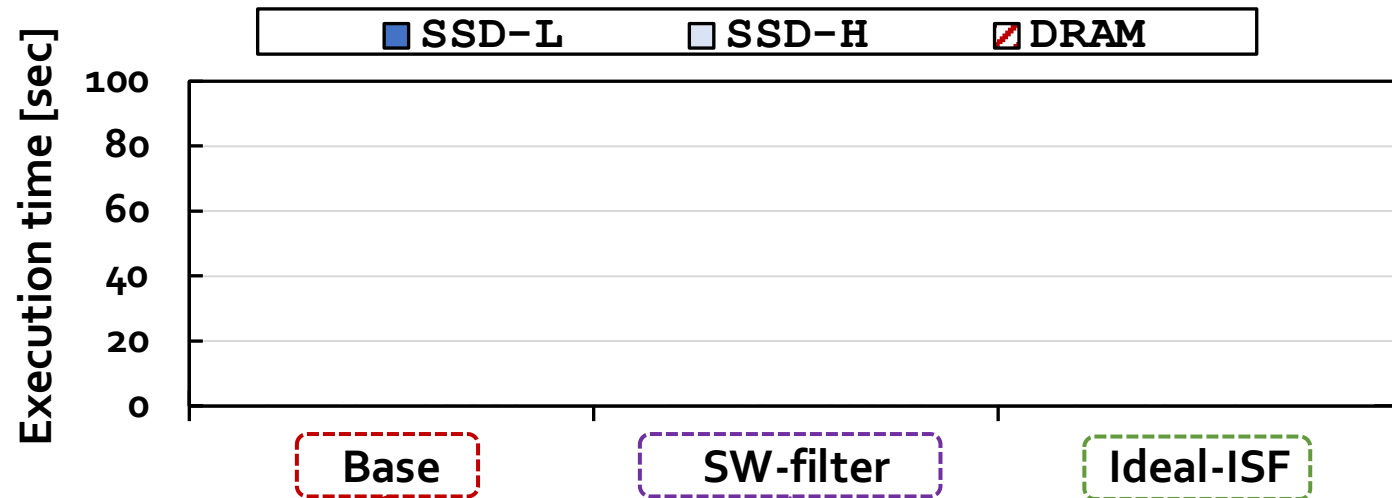 SSD-L SSD-H DRAM
Execution time [sec]
100
80
60
40
20
0
Base SW-filter Ideal-ISF